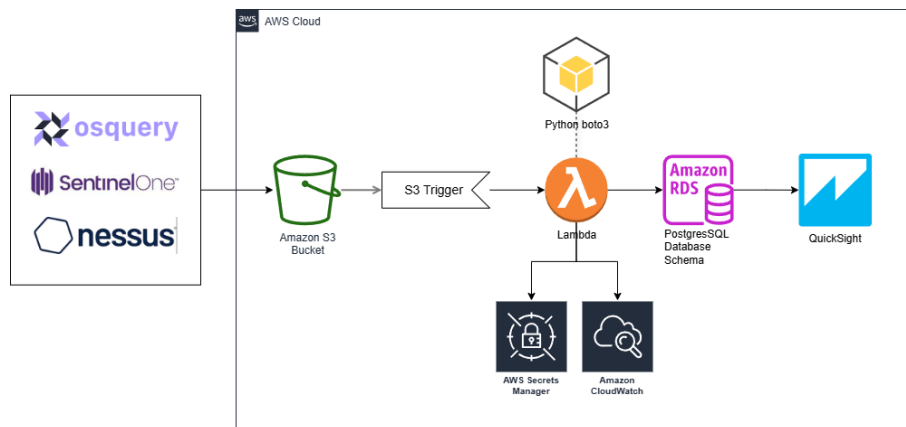 aws
AWS Cloud
osquery
SentinelOne™
nessus
Python boto3
Amazon S3
Bucket
S3 Trigger
Lambda
Amazon
RDS
PostgresSQL
Database
Schema
QuickSight
AWS Secrets
Manager
Amazon
CloudWatch